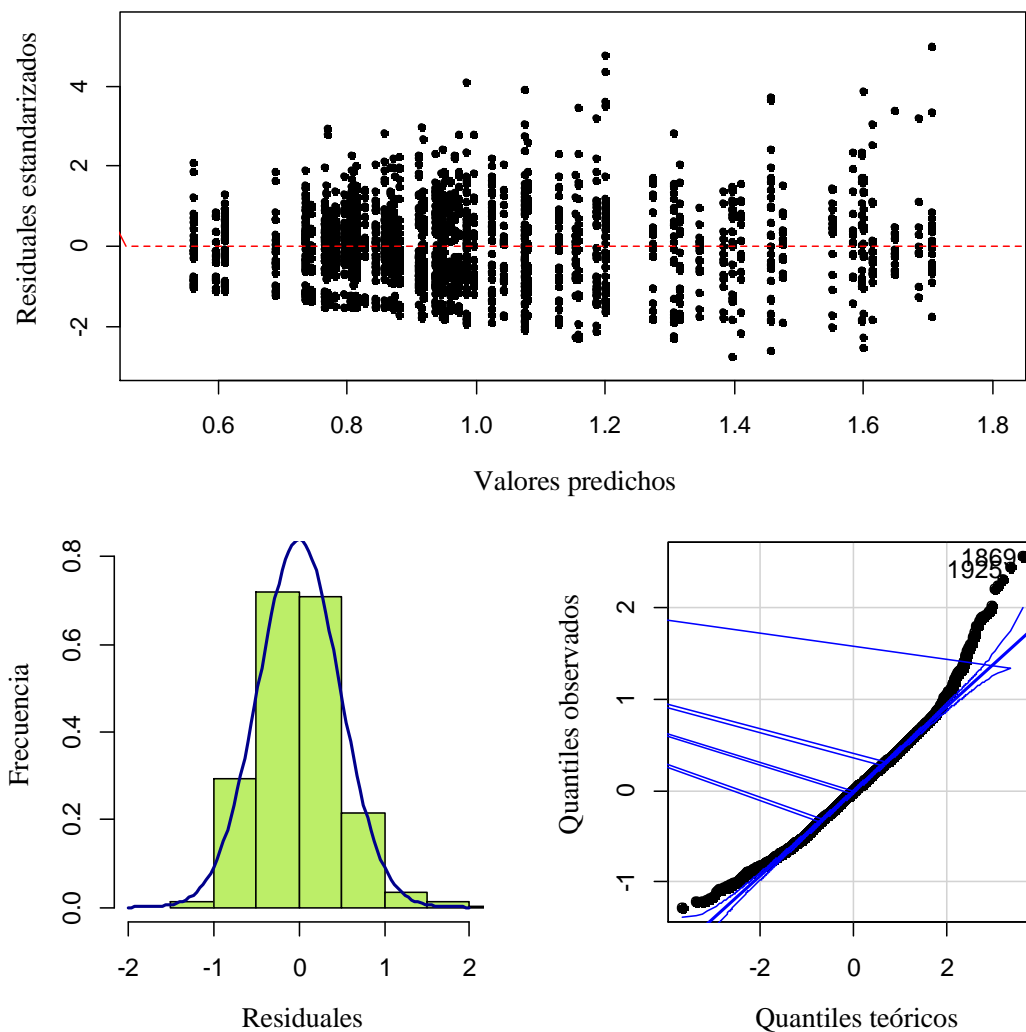 Residuales estandarizados
4
2
0
-2
0.6 0.8 1.0 1.2 1.4 1.6 1.8
Valores predichos
Frecuencia
0.8
0.6
0.4
0.2
0.0
-2 -1 0 1 2
Residuales
Quantiles observados
2
1
0
-1
1869
1925
-2 0 2
Quantiles teóricos